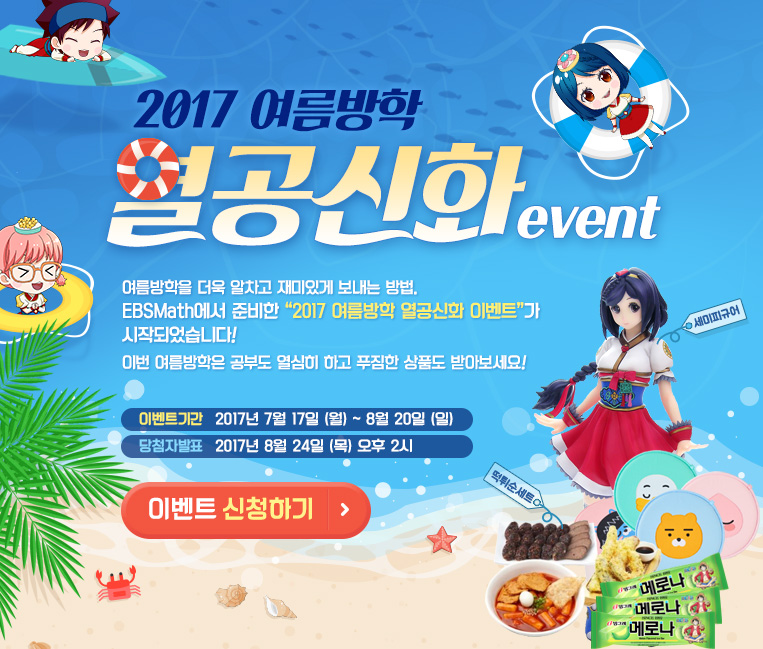 2017 여름방학
열공신화 event
여름방학을 더욱 알차고 재미있게 보내는 방법.
EBSMath에서 준비한 “2017 여름방학 열공신화 이벤트”가
시작되었습니다!
이번 여름방학은 공부도 열심히 하고 푸짐한 상품도 받아보세요!
세미피규어
이벤트기간 2017년 7월 17일 (월) ~ 8월 20일 (일)
당첨자발표 2017년 8월 24일 (목) 오후 2시
떡튀순세트
이벤트 신청하기
메로나
빙그레 메로나
메로나